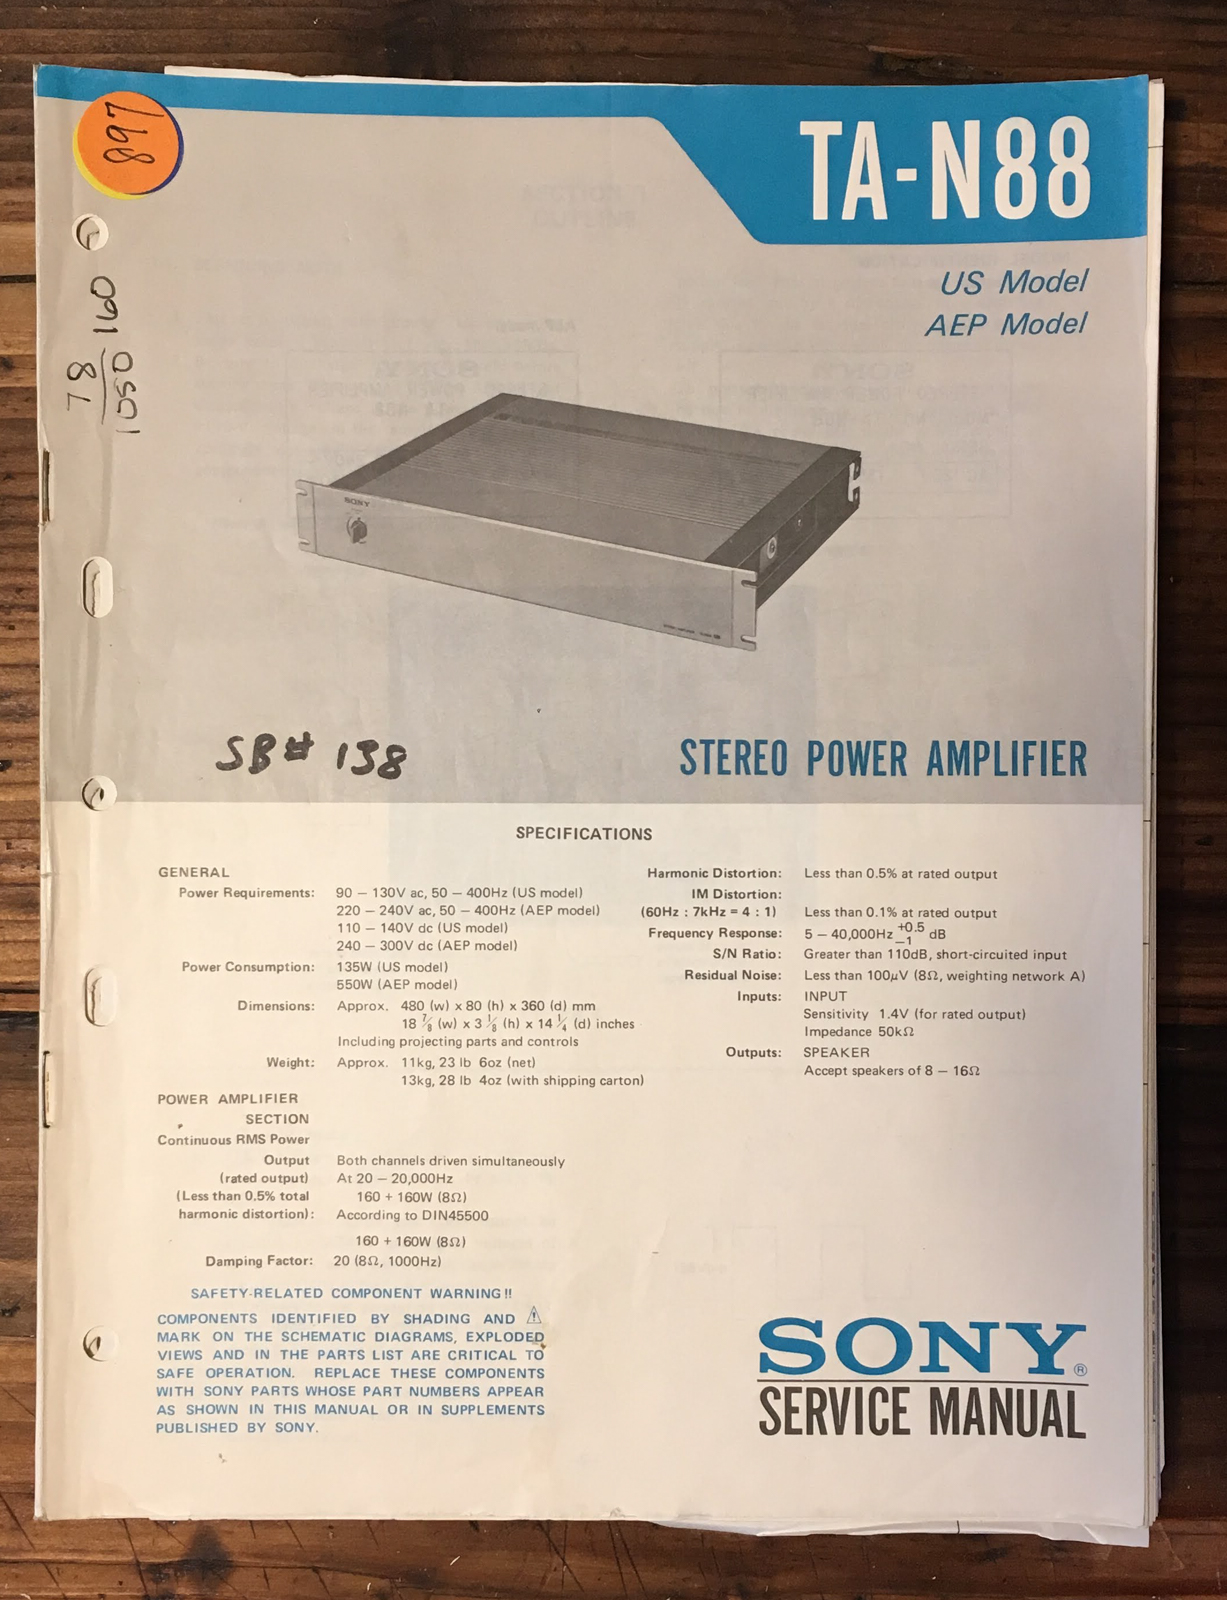 897
TA-N88
US Model
AEP Model
78 160
1050
SONY
SB# 138
STEREO POWER AMPLIFIER
SPECIFICATIONS
GENERAL
Power Requirements: 90 – 130V ac, 50 – 400Hz (US model)
220 – 240V ac, 50 – 400Hz (AEP model)
110 – 140V dc (US model)
240 – 300V dc (AEP model)
Power Consumption: 135W (US model)
550W (AEP model)
Dimensions: Approx. 480 (w) x 80 (h) x 360 (d) mm
18 7/8 (w) x 3 1/8 (h) x 14 1/4 (d) inches
Including projecting parts and controls
Weight: Approx. 11kg, 23 lb 6oz (net)
13kg, 28 lb 4oz (with shipping carton)
POWER AMPLIFIER
SECTION
Continuous RMS Power
Output Both channels driven simultaneously
(rated output) At 20 – 20,000Hz
(Less than 0.5% total 160 + 160W (8Ω)
harmonic distortion): According to DIN45500
160 + 160W (8Ω)
Damping Factor: 20 (8Ω, 1000Hz)
Harmonic Distortion: Less than 0.5% at rated output
IM Distortion:
(60Hz : 7kHz = 4 : 1) Less than 0.1% at rated output
Frequency Response: 5 – 40,000Hz +0.5 –1 dB
S/N Ratio: Greater than 110dB, short-circuited input
Residual Noise: Less than 100μV (8Ω, weighting network A)
Inputs: INPUT
Sensitivity 1.4V (for rated output)
Impedance 50kΩ
Outputs: SPEAKER
Accept speakers of 8 – 16Ω
SAFETY-RELATED COMPONENT WARNING!!
COMPONENTS IDENTIFIED BY SHADING AND ⚠
MARK ON THE SCHEMATIC DIAGRAMS, EXPLODED
VIEWS AND IN THE PARTS LIST ARE CRITICAL TO
SAFE OPERATION. REPLACE THESE COMPONENTS
WITH SONY PARTS WHOSE PART NUMBERS APPEAR
AS SHOWN IN THIS MANUAL OR IN SUPPLEMENTS
PUBLISHED BY SONY.
SONY®
SERVICE MANUAL